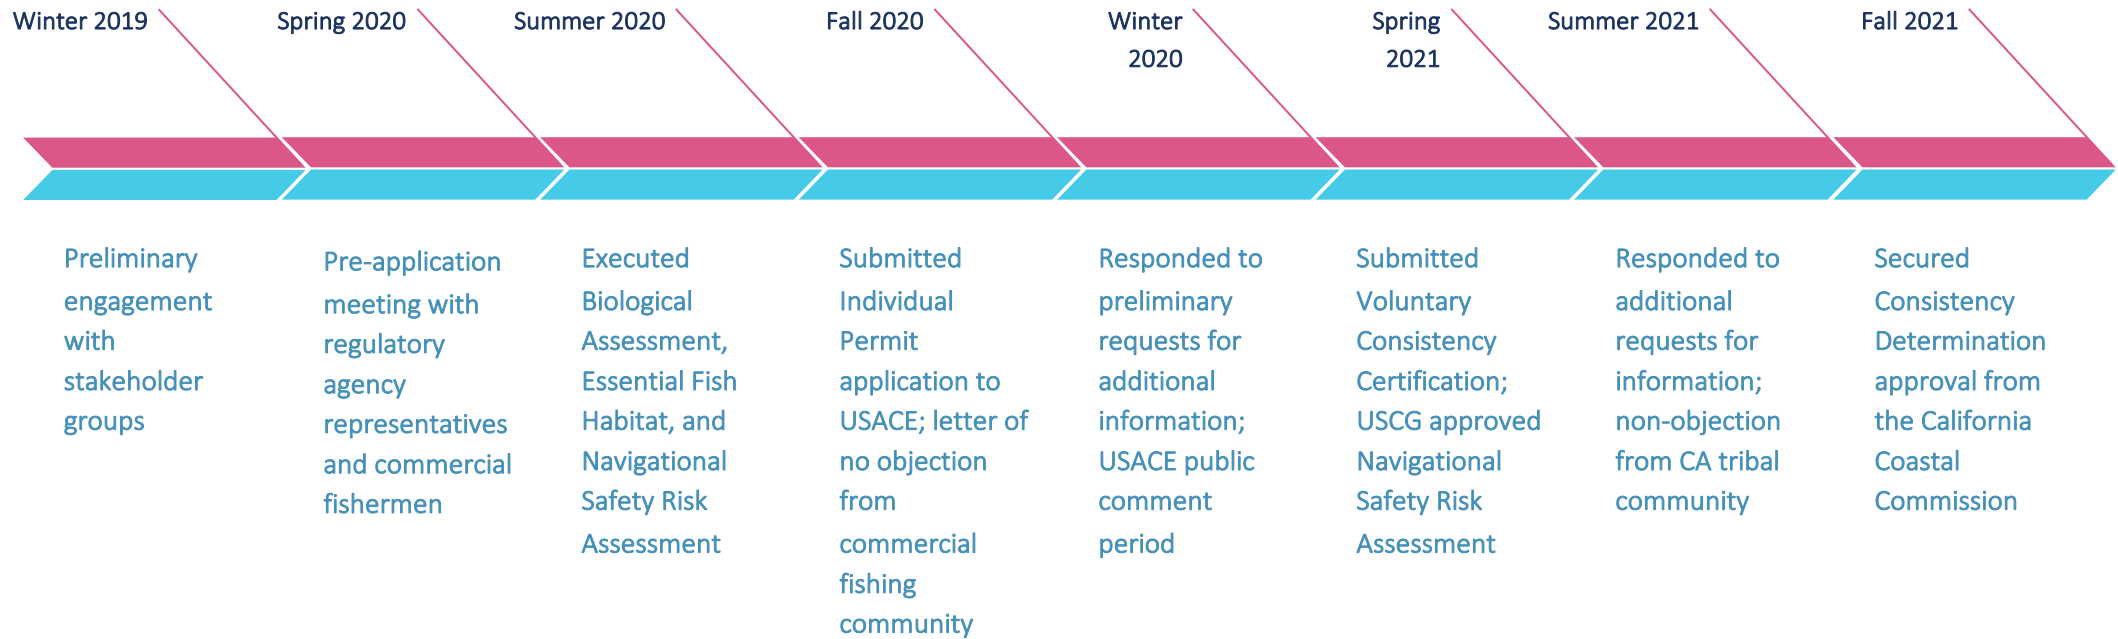 Winter 2019
Spring 2020
Summer 2020
Fall 2020
Winter
2020
Spring
2021
Summer 2021
Fall 2021
Preliminary
engagement
with
stakeholder
groups
Pre-application
meeting with
regulatory
agency
representatives
and commercial
fishermen
Executed
Biological
Assessment,
Essential Fish
Habitat, and
Navigational
Safety Risk
Assessment
Submitted
Individual
Permit
application to
USACE; letter of
no objection
from
commercial
fishing
community
Responded to
preliminary
requests for
additional
information;
USACE public
comment
period
Submitted
Voluntary
Consistency
Certification;
USCG approved
Navigational
Safety Risk
Assessment
Responded to
additional
requests for
information;
non-objection
from CA tribal
community
Secured
Consistency
Determination
approval from
the California
Coastal
Commission